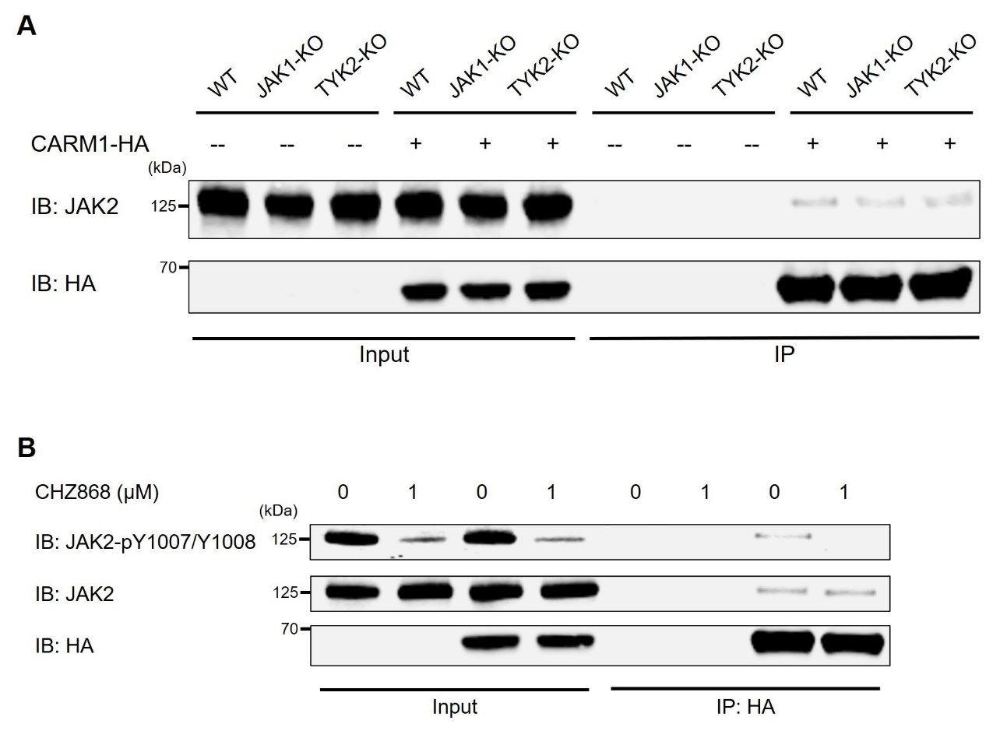 A
WT JAK1-KO TYK2-KO WT JAK1-KO TYK2-KO WT JAK1-KO TYK2-KO WT JAK1-KO TYK2-KO
CARM1-HA -- -- -- + + + -- -- -- + + +
(kDa)
IB: JAK2 125
70
IB: HA
Input IP
B
CHZ868 (µM) 0 1 0 1 0 1 0 1
(kDa)
IB: JAK2-pY1007/Y1008 125
IB: JAK2 125
70
IB: HA
Input IP: HA